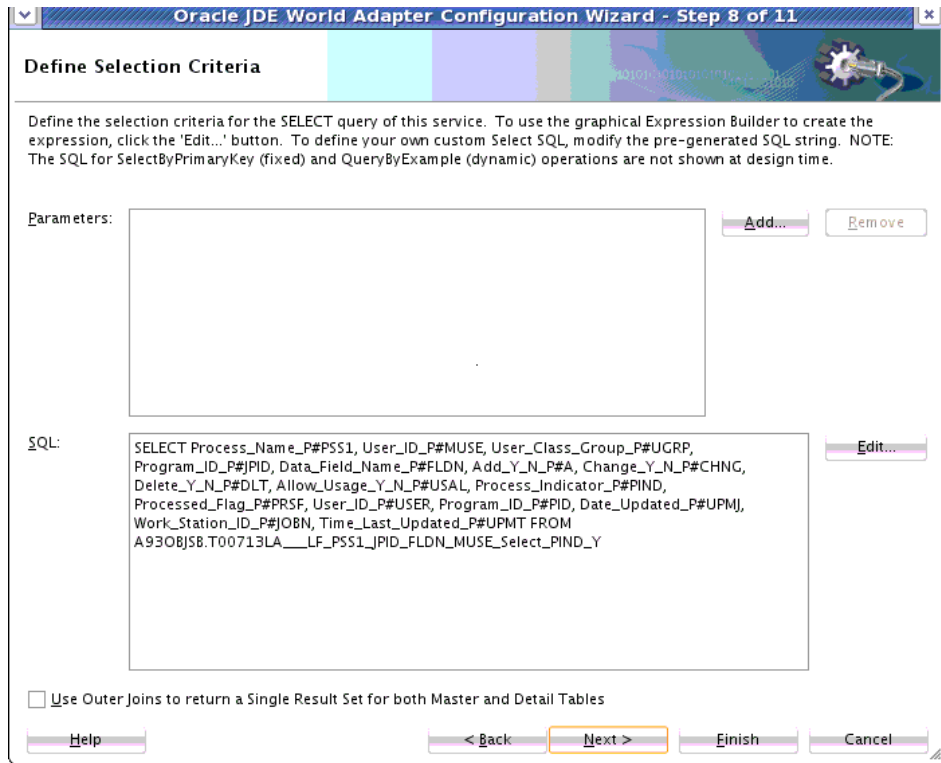 Oracle JDE World Adapter Configuration Wizard - Step 8 of 11
Define Selection Criteria
Define the selection criteria for the SELECT query of this service. To use the graphical Expression Builder to create the
expression, click the 'Edit...' button. To define your own custom Select SQL, modify the pre-generated SQL string. NOTE:
The SQL for SelectByPrimaryKey (fixed) and QueryByExample (dynamic) operations are not shown at design time.
Parameters:
Add...
Remove
SQL:
SELECT Process_Name_P#PSS1, User_ID_P#MUSE, User_Class_Group_P#UGRP,
Program_ID_P#JPID, Data_Field_Name_P#FLDN, Add_Y_N_P#A, Change_Y_N_P#CHNG,
Delete_Y_N_P#DLT, Allow_Usage_Y_N_P#USAL, Process_Indicator_P#PIND,
Processed_Flag_P#PRSF, User_ID_P#USER, Program_ID_P#PID, Date_Updated_P#UPMJ,
Work_Station_ID_P#JOBN, Time_Last_Updated_P#UPMT FROM
A93OBJSB.T00713LA___LF_PSS1_JPID_FLDN_MUSE_Select_PIND_Y
Edit...
Use Outer Joins to return a Single Result Set for both Master and Detail Tables
Help
< Back
Next >
Finish
Cancel